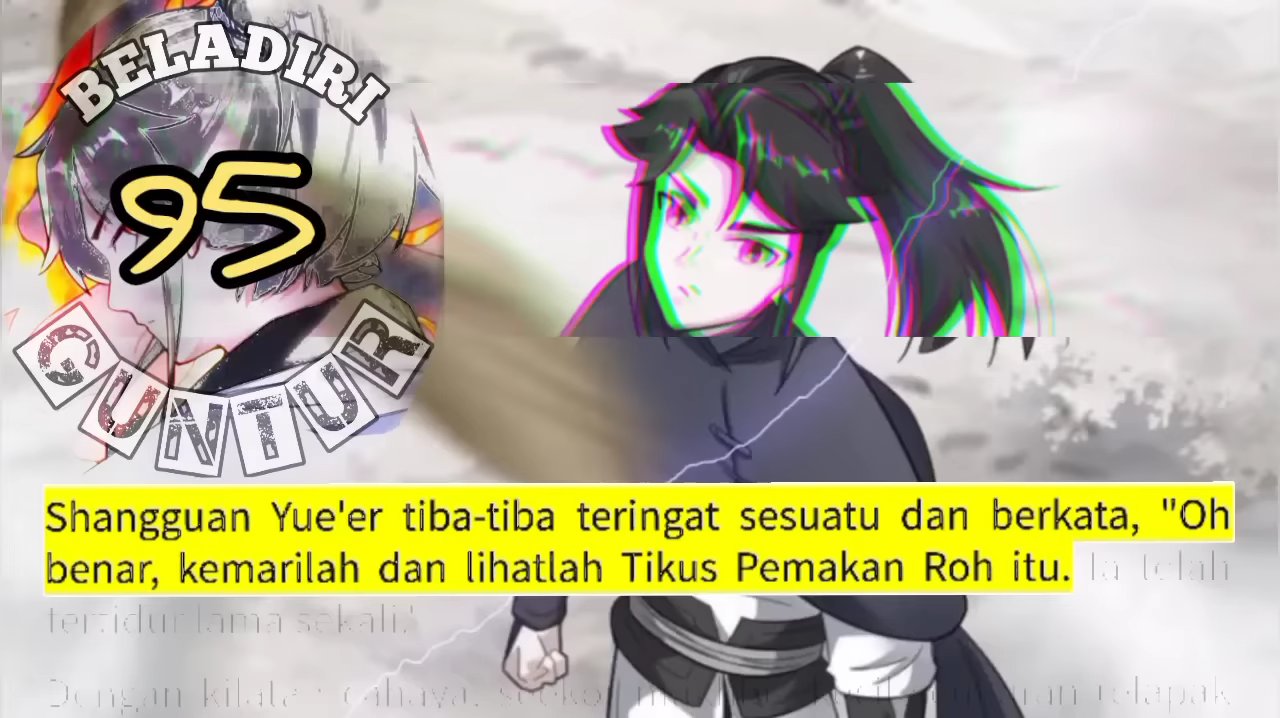 BELADIRI
95
GUNTUR
Shangguan Yue'er tiba-tiba teringat sesuatu dan berkata, "Oh
benar, kemarilah dan lihatlah Tikus Pemakan Roh itu. Ia telah
tertidur lama sekali."
Dengan kilatan cahaya, telapak